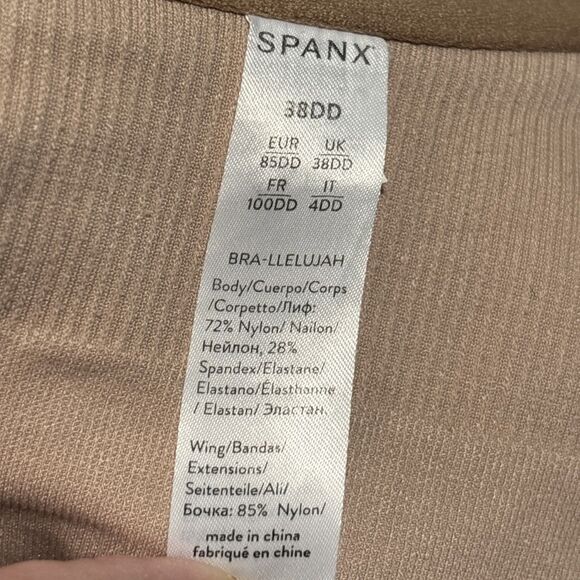 SPANX
38DD
EUR UK
85DD 38DD
FR IT
100DD 4DD
BRA-LLELUJAH
Body/Cuerpo/Corps
/Corpetto/Лиф:
72% Nylon/ Nailon/
Нейлон, 28%
Spandex/Elastane/
Elastano/Élasthanne
/ Elastan/ Эластан.
Wing/Bandas/
Extensions/
Seitenteile/Ali/
Бочка: 85% Nylon/
made in china
fabriqué en chine